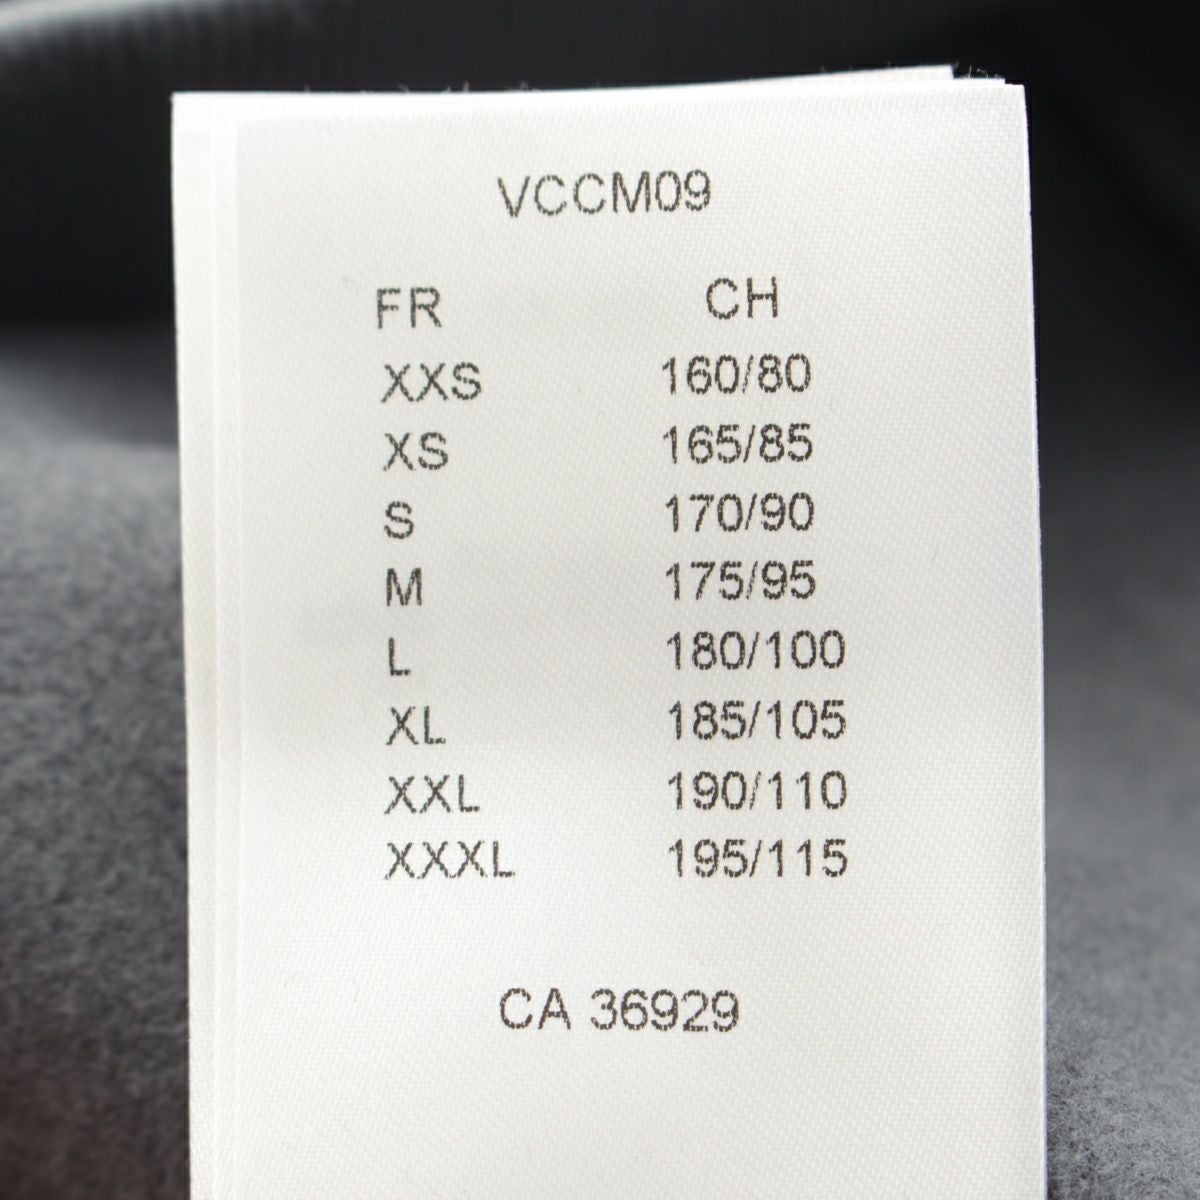 VCCM09
FR CH
XXS 160/80
XS 165/85
S 170/90
M 175/95
L 180/100
XL 185/105
XXL 190/110
XXXL 195/115
CA 36929